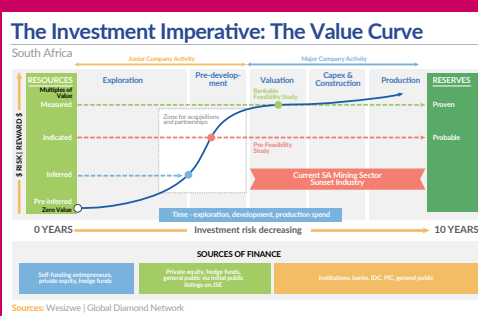 The Investment Imperative: The Value Curve
South Africa
Junior Company Activity
Major Company Activity
RESOURCES
Exploration
Pre-develop-
ment
Valuation
Capex &
Construction
Production
RESERVES
Multiples of
Value
Bankable
Feasibility Study
Measured
Proven
Zone for acquisitions
and partnerships
Indicated
Probable
Pre-Feasibility
Study
$ RISK | REWARD $
Inferred
Current SA Mining Sector
Sunset Industry
Pre-inferred
Zero Value
Time - exploration, development, production spend
0 YEARS
Investment risk decreasing
10 YEARS
SOURCES OF FINANCE
Self-funding entrepreneurs,
private equity, hedge funds
Private equity, hedge funds,
general public via initial public
listings on JSE
Institutions, banks, IDC, PIC, general public
Sources: Wesizwe | Global Diamond Network